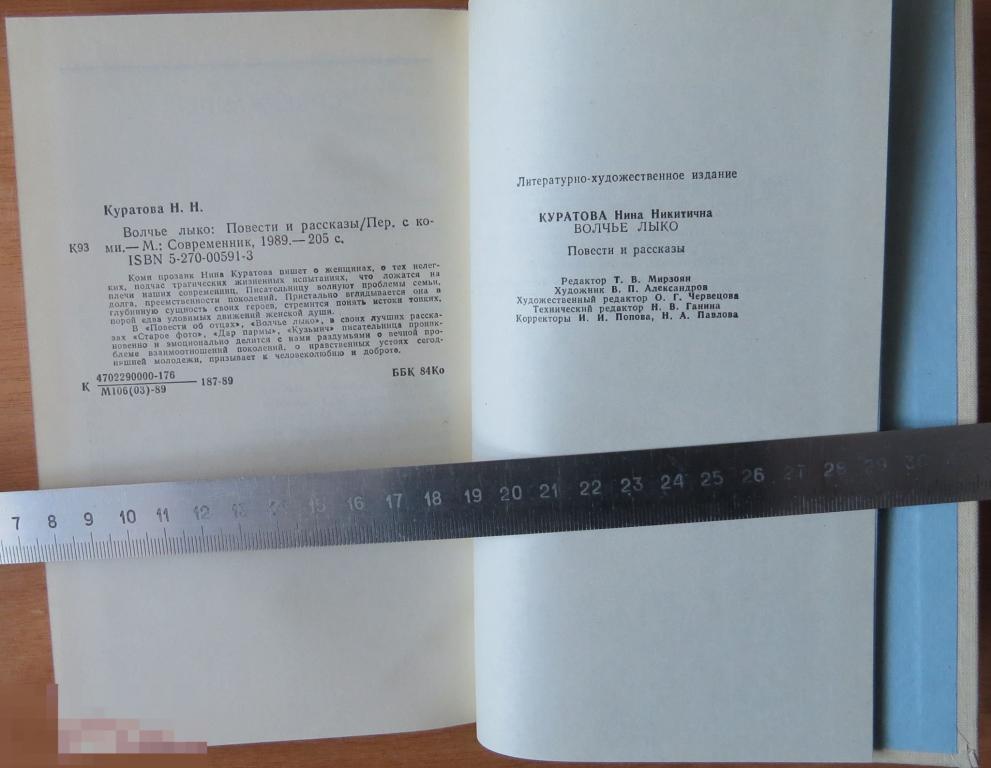 Куратова Н. Н.
Волчье лыко: Повести и рассказы/Пер. с ко-
К93 ми.— М.: Современник, 1989.— 205 с.
ISBN 5-270-00591-3
Коми прозаик Нина Куратова пишет о женщинах, о тех нелег-
ких, подчас трагических жизненных испытаниях, что ложатся на
плечи наших современниц. Писательницу волнуют проблемы семьи,
долга, преемственности поколений. Пристально вглядывается она в
глубинную сущность своих героев, стремится понять истоки тонких,
порой едва уловимых движений женской души.
В «Повести об отцах», «Волчье лыко», в своих лучших расска-
зах «Старое фото», «Дар пармы», «Кузьмич» писательница проник-
новенно и эмоционально делится с нами раздумьями о вечной про-
блеме взаимоотношений поколений, о нравственных устоях сегод-
няшней молодежи, призывает к человеколюбию и доброте.
К 4702290000-176
М106(03)-89
187-89
ББК 84Ко
Литературно-художественное издание
КУРАТОВА Нина Никитична
ВОЛЧЬЕ ЛЫКО
Повести и рассказы
Редактор Т. В. Мирзоян
Художник В. П. Александров
Художественный редактор О. Г. Червецова
Технический редактор Н. В. Ганина
Корректоры И. И. Попова, Н. А. Павлова
7 8 9 10 11 12 13 14 15 16 17 18 19 20 21 22 23 24 25 26 27 28 29 30